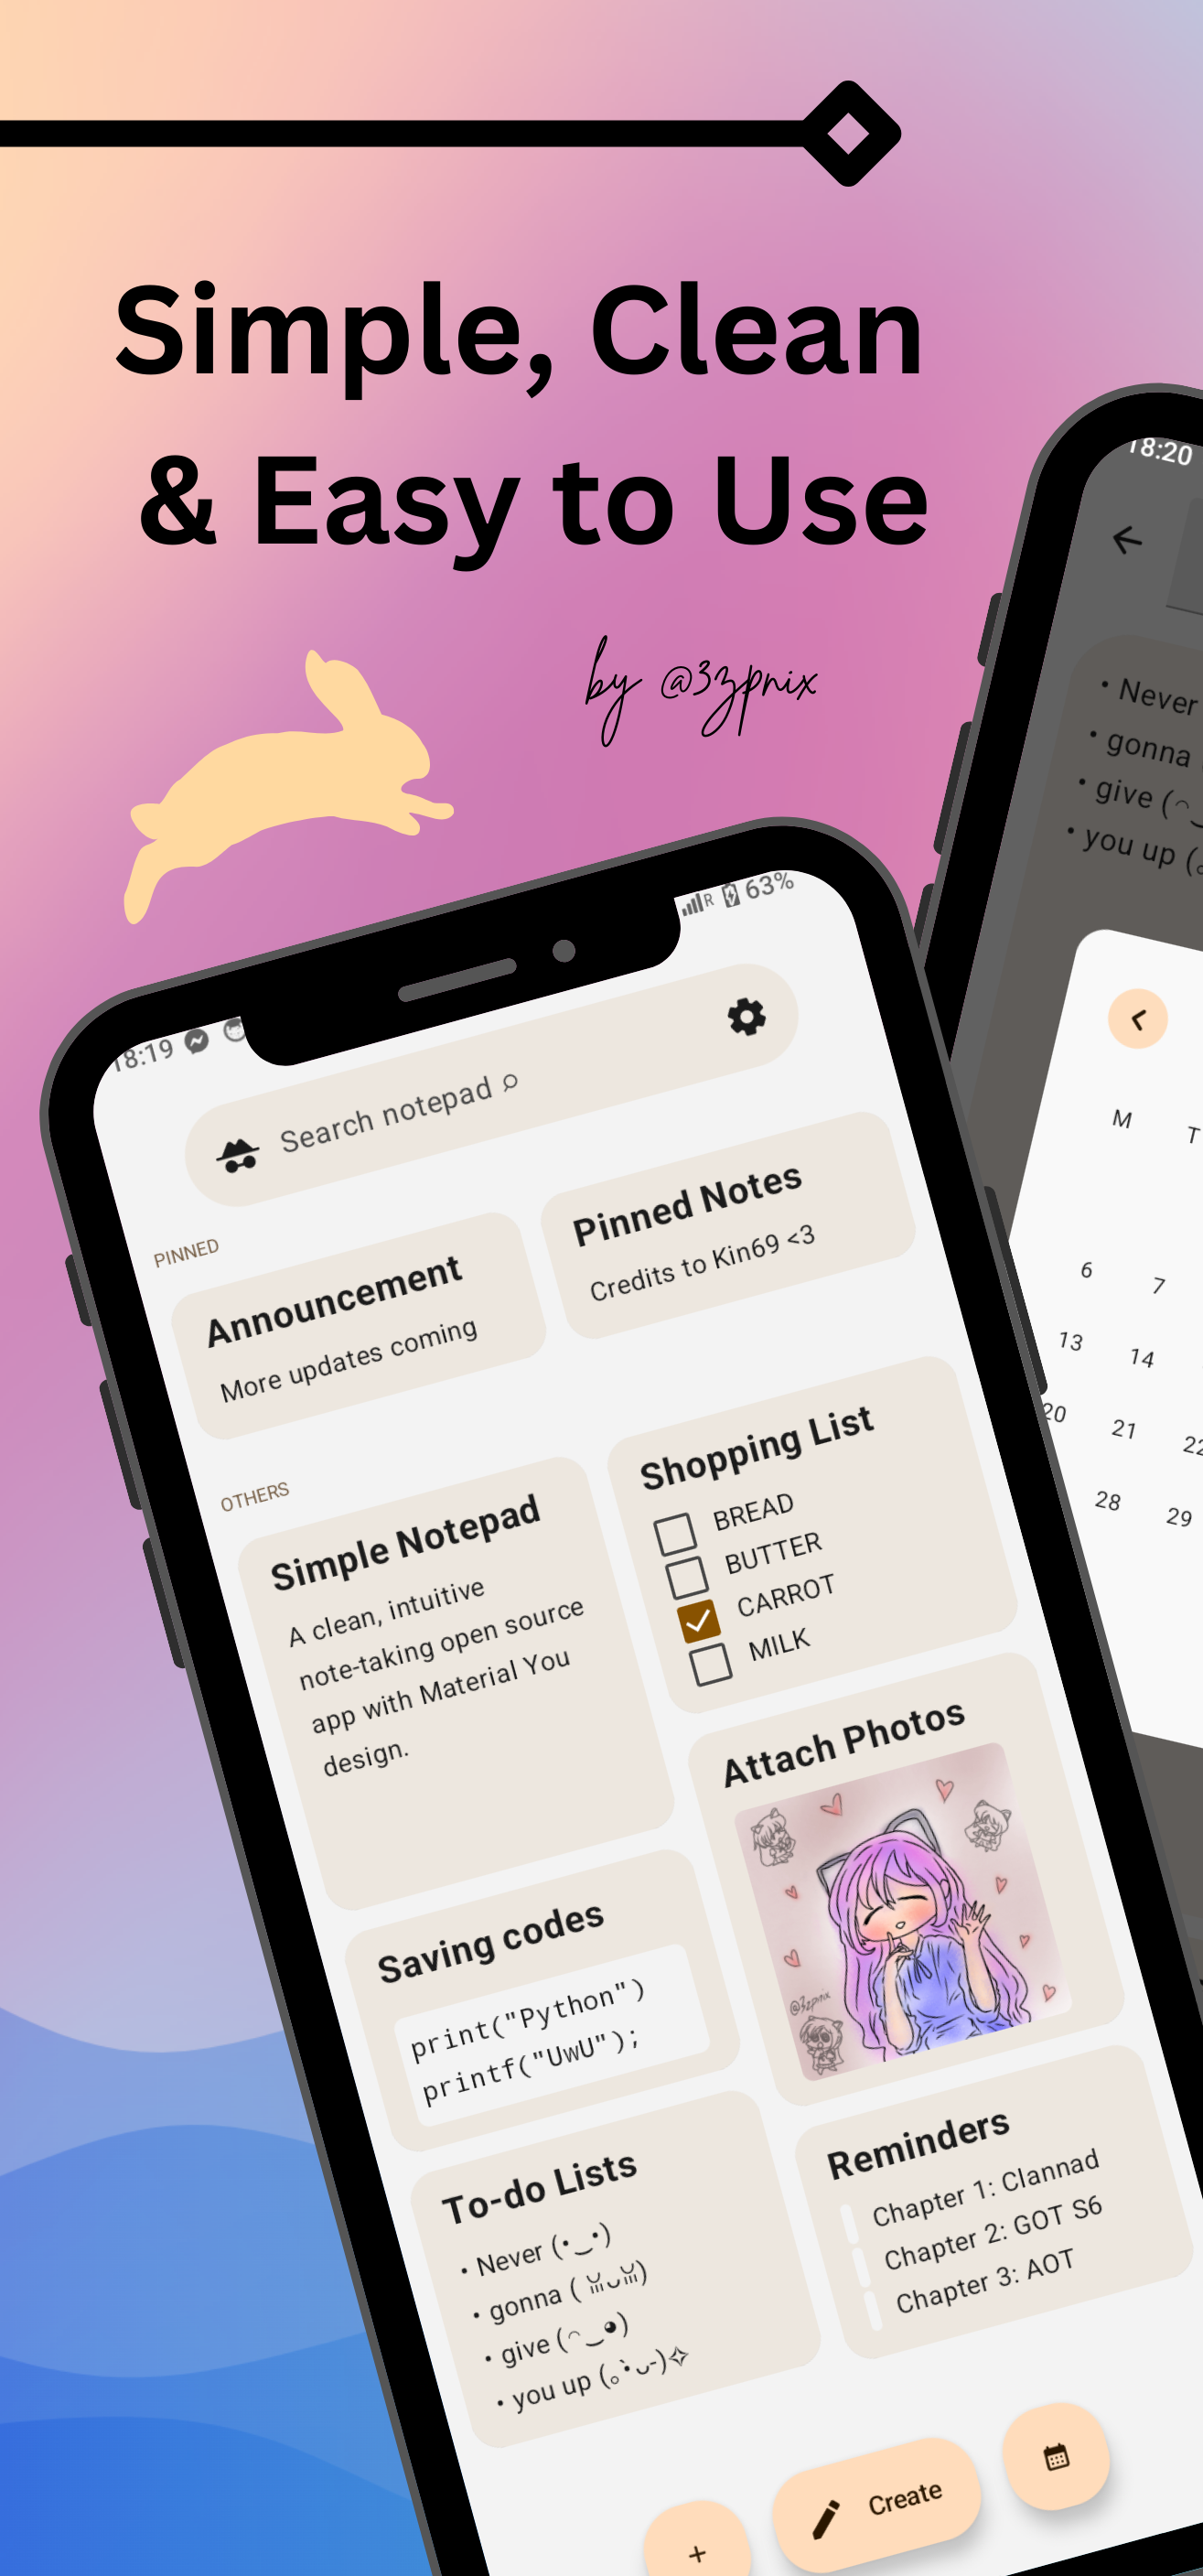 Simple, Clean
& Easy to Use
by @3zpnix
18:19
R 63%
Search notepad
PINNED
Announcement
More updates coming
Pinned Notes
Credits to Kin69 <3
OTHERS
Simple Notepad
A clean, intuitive
note-taking open source
app with Material You
design.
Shopping List
BREAD
BUTTER
CARROT
MILK
Attach Photos
@3zpnix
Saving codes
print("Python")
printf("UwU");
To-do Lists
• Never (•‿•)
• gonna ( ꈍᴗꈍ)
• give (◠‿◕)
• you up (⁠｡⁠•̀⁠ᴗ⁠-⁠)⁠✧
Reminders
Chapter 1: Clannad
Chapter 2: GOT S6
Chapter 3: AOT
+
Create
18:20
• Never
• gonna
• give (◠‿
• you up (｡
M T
6 7
13 14
20 21 22
28 29